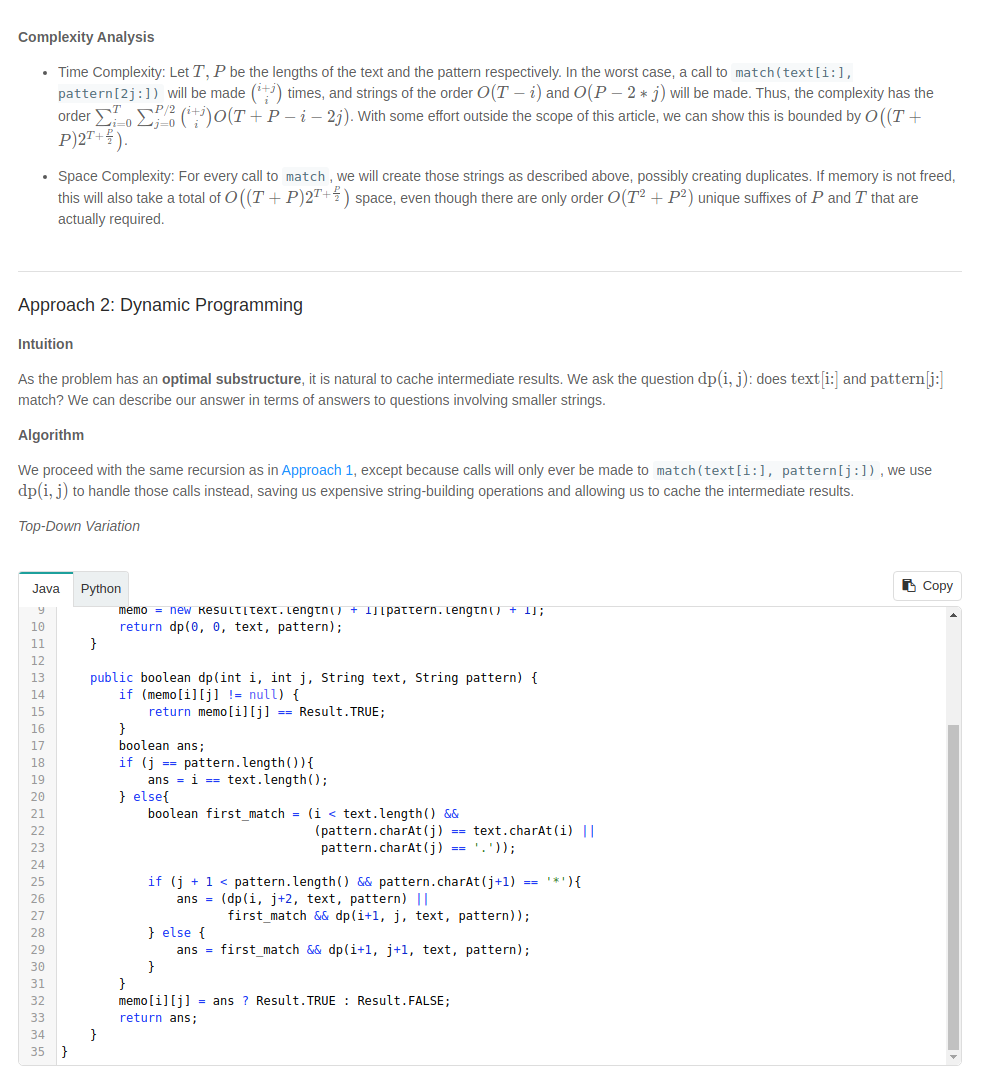 Complexity Analysis
• Time Complexity: Let T, P be the lengths of the text and the pattern respectively. In the worst case, a call to match(text[i:],
pattern[2j:]) will be made \binom{i+j}{i} times, and strings of the order O(T − i) and O(P − 2 * j) will be made. Thus, the complexity has the
order \sum_{i=0}^{T} \sum_{j=0}^{P/2} \binom{i+j}{i} O(T + P − i − 2j). With some effort outside the scope of this article, we can show this is bounded by O((T +
P)2^{T+\frac{P}{2}}).
• Space Complexity: For every call to match, we will create those strings as described above, possibly creating duplicates. If memory is not freed,
this will also take a total of O((T + P)2^{T+\frac{P}{2}}) space, even though there are only order O(T^2 + P^2) unique suffixes of P and T that are
actually required.
Approach 2: Dynamic Programming
Intuition
As the problem has an optimal substructure, it is natural to cache intermediate results. We ask the question dp(i, j): does text[i:] and pattern[j:]
match? We can describe our answer in terms of answers to questions involving smaller strings.
Algorithm
We proceed with the same recursion as in Approach 1, except because calls will only ever be made to match(text[i:], pattern[j:]), we use
dp(i, j) to handle those calls instead, saving us expensive string-building operations and allowing us to cache the intermediate results.
Top-Down Variation
Java Python Copy
9         memo = new Result[text.length() + 1][pattern.length() + 1];
10         return dp(0, 0, text, pattern);
11     }
12
13     public boolean dp(int i, int j, String text, String pattern) {
14         if (memo[i][j] != null) {
15             return memo[i][j] == Result.TRUE;
16         }
17         boolean ans;
18         if (j == pattern.length()){
19             ans = i == text.length();
20         } else{
21             boolean first_match = (i < text.length() &&
22                                    (pattern.charAt(j) == text.charAt(i) ||
23                                     pattern.charAt(j) == '.'));
24
25             if (j + 1 < pattern.length() && pattern.charAt(j+1) == '*'){
26                 ans = (dp(i, j+2, text, pattern) ||
27                        first_match && dp(i+1, j, text, pattern));
28             } else {
29                 ans = first_match && dp(i+1, j+1, text, pattern);
30             }
31         }
32         memo[i][j] = ans ? Result.TRUE : Result.FALSE;
33         return ans;
34     }
35 }